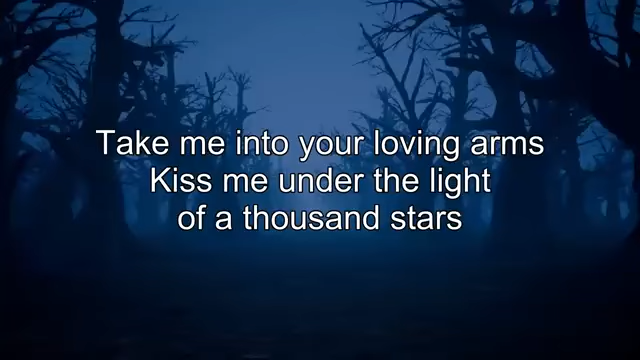 Take me into your loving arms
Kiss me under the light
of a thousand stars